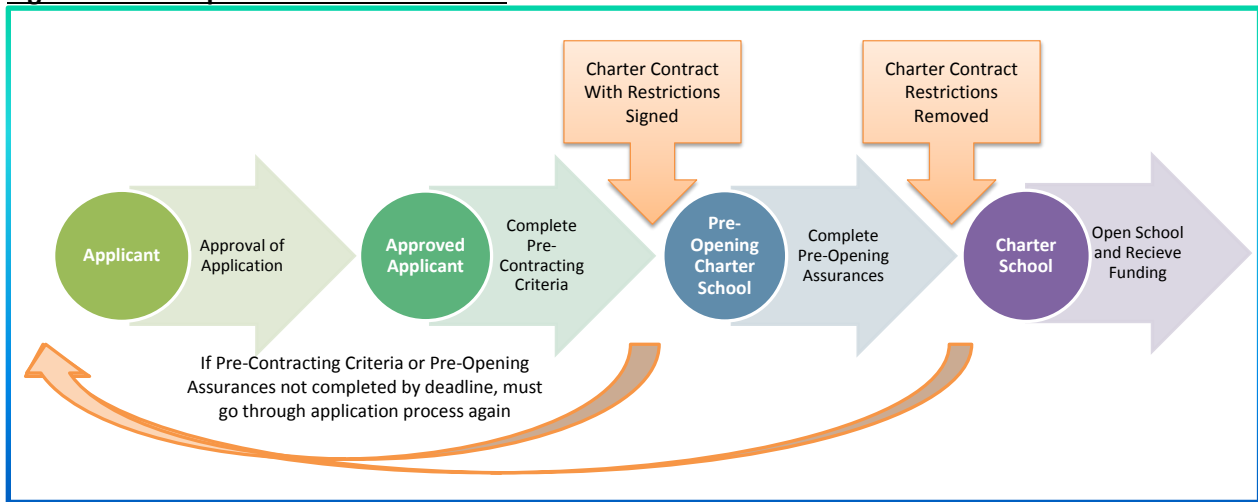 Charter Contract
With Restrictions
Signed
Charter Contract
Restrictions
Removed
Applicant
Approval of
Application
Approved
Applicant
Complete
Pre-
Contracting
Criteria
Pre-
Opening
Charter
School
Complete
Pre-Opening
Assurances
Charter
School
Open School
and Recieve
Funding
If Pre-Contracting Criteria or Pre-Opening
Assurances not completed by deadline, must
go through application process again